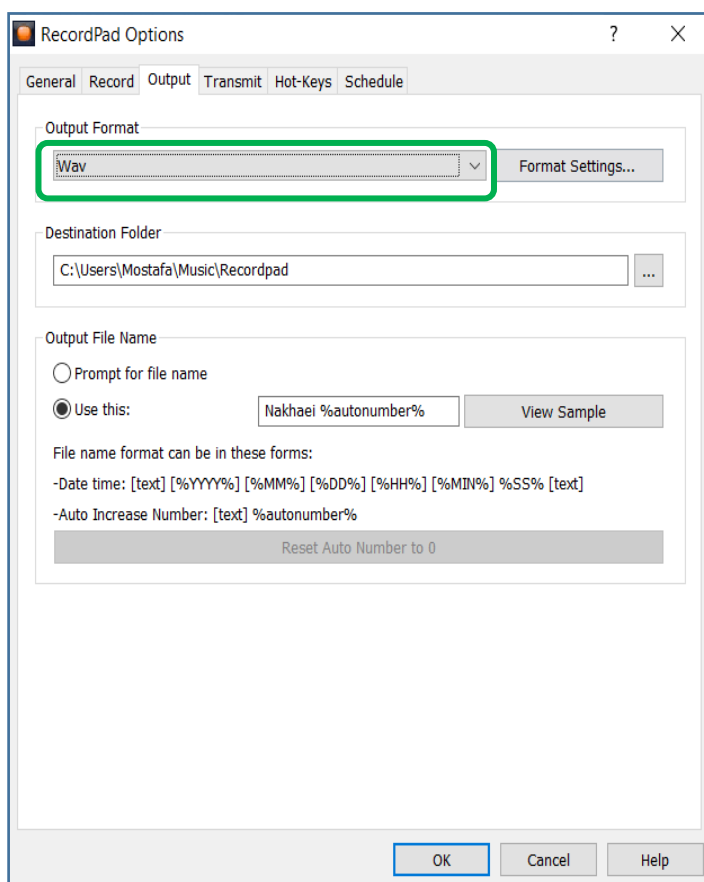 RecordPad Options ? X
General Record Output Transmit Hot-Keys Schedule
Output Format
Wav Format Settings...
Destination Folder
C:\Users\Mostafa\Music\Recordpad ...
Output File Name
Prompt for file name
Use this: Nakhaei %autonumber% View Sample
File name format can be in these forms:
-Date time: [text] [%YYYY%] [%MM%] [%DD%] [%HH%] [%MIN%] %SS% [text]
-Auto Increase Number: [text] %autonumber%
Reset Auto Number to 0
OK Cancel Help